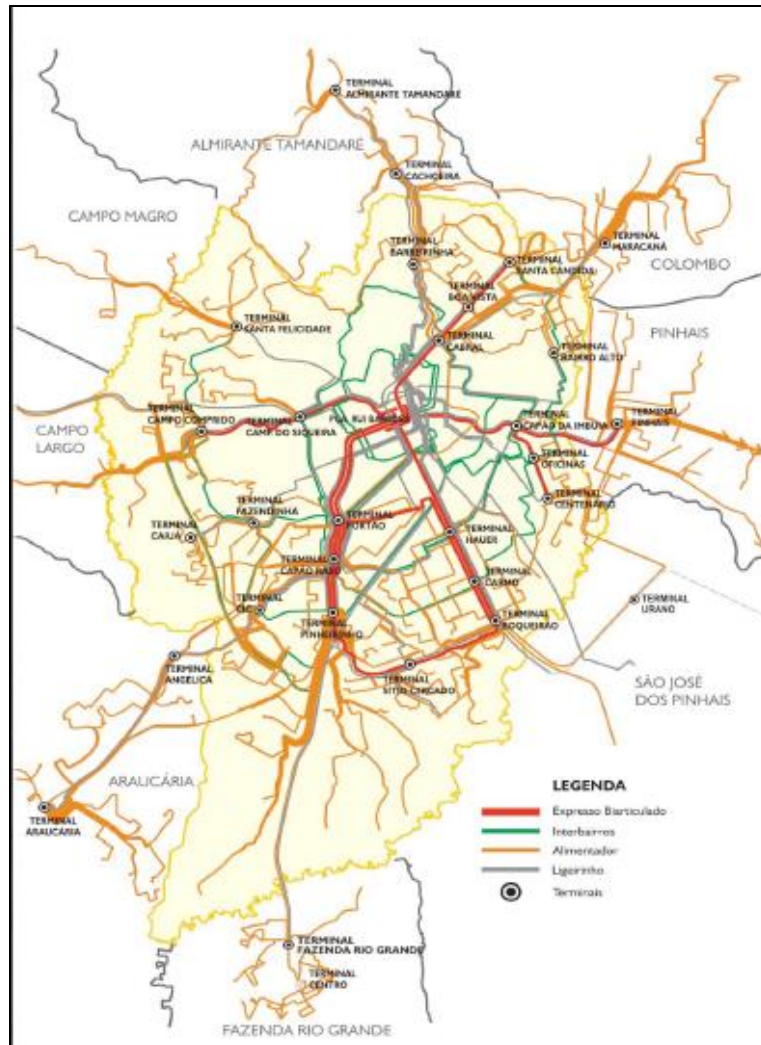 TERMINAL
ALMIRANTE TAMANDARÉ
ALMIRANTE TAMANDARÉ
TERMINAL
CACHOEIRA
CAMPO MAGRO
TERMINAL
BARREIRINHA
TERMINAL
SANTA CANDIDA
TERMINAL
MARACANÃ
COLOMBO
TERMINAL
BOA VISTA
TERMINAL
SANTA FELICIDADE
TERMINAL
CABRAL
PINHAIS
TERMINAL
BAIRRO ALTO
TERMINAL
CAMPO COMPRIDO
TERMINAL
CAMP. DO SIQUEIRA
PÇA. RUI BARBOSA
TERMINAL
CAPÃO DA IMBUIA
TERMINAL
PINHAIS
CAMPO
LARGO
TERMINAL
OFICINAS
TERMINAL
CENTENÁRIO
TERMINAL
FAZENDINHA
TERMINAL
PORTÃO
TERMINAL
CAIUÁ
TERMINAL
HAUER
TERMINAL
CAPÃO RASO
TERMINAL
CARMO
TERMINAL
CIC
TERMINAL
URANO
TERMINAL
PINHEIRINHO
TERMINAL
BOQUEIRÃO
TERMINAL
ANGÉLICA
TERMINAL
SÍTIO CERCADO
SÃO JOSÉ
DOS PINHAIS
ARAUCÁRIA
TERMINAL
ARAUCÁRIA
LEGENDA
Expresso Biarticulado
Interbairros
Alimentador
Ligeirinho
Terminais
TERMINAL
FAZENDA RIO GRANDE
TERMINAL
CENTRO
FAZENDA RIO GRANDE